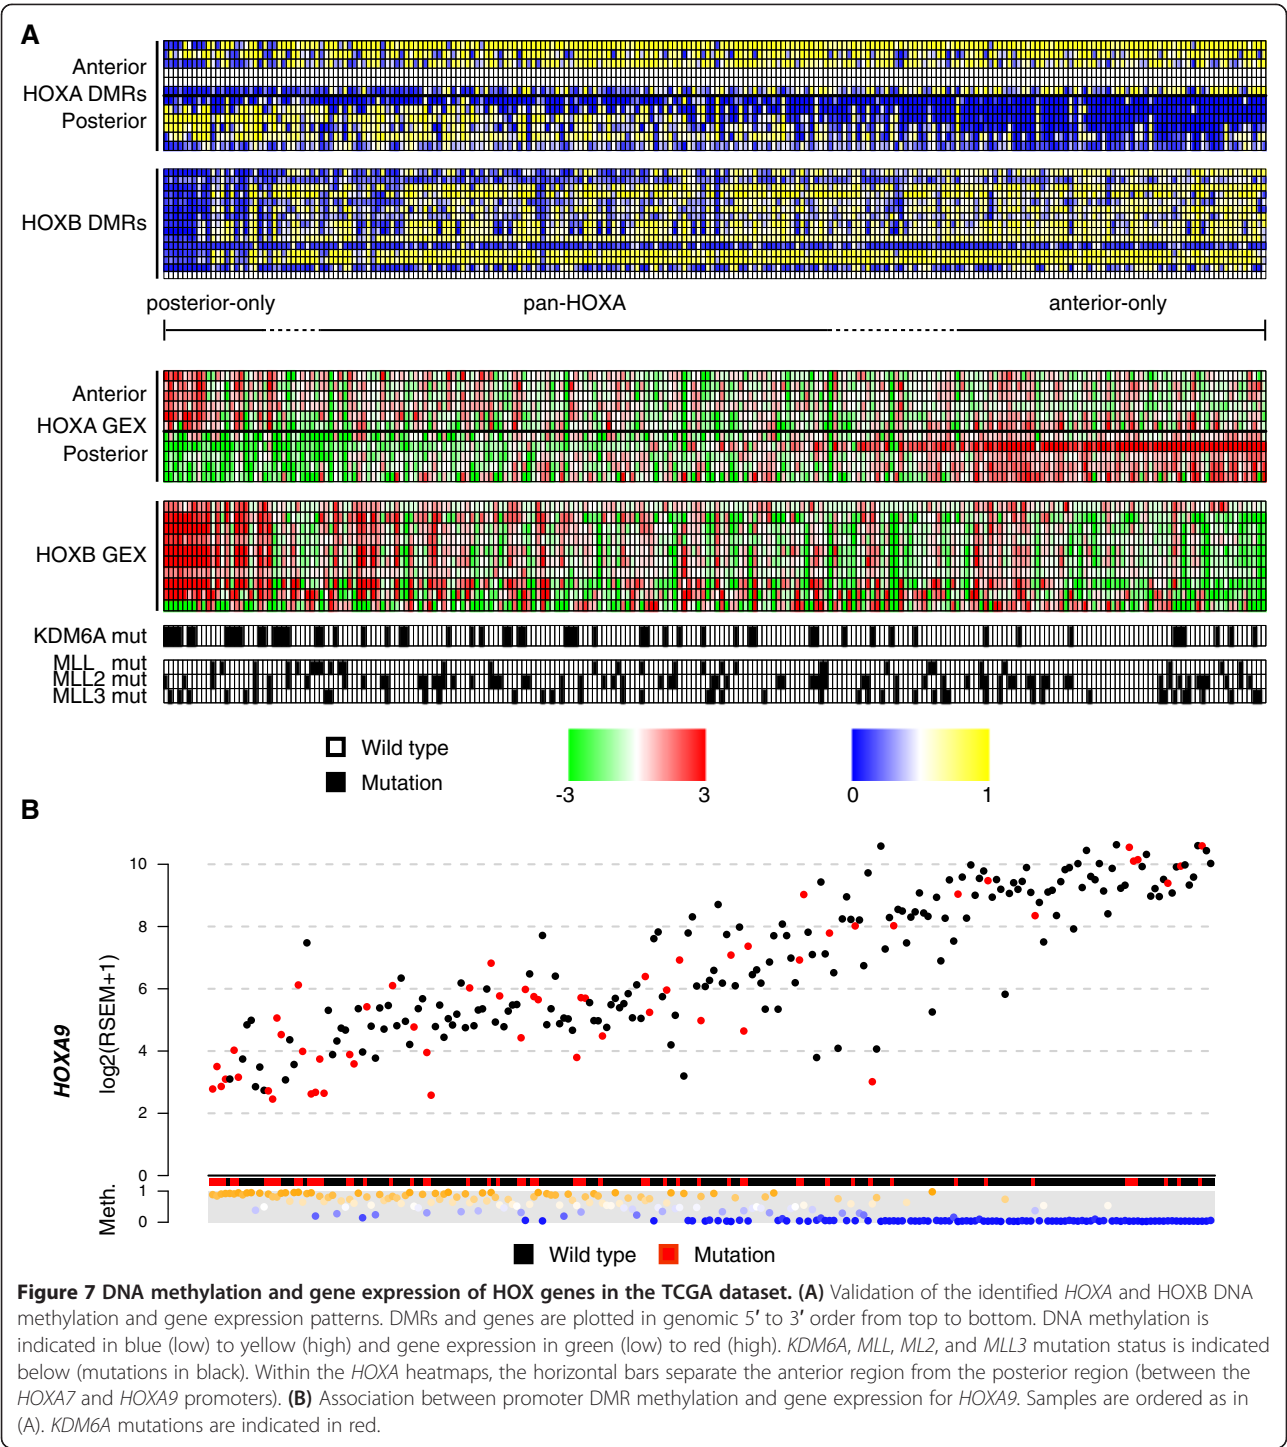 A
Anterior
HOXA DMRs
Posterior
HOXB DMRs
posterior-only
pan-HOXA
anterior-only
Anterior
HOXA GEX
Posterior
HOXB GEX
KDM6A mut
MLL mut
MLL2 mut
MLL3 mut
Wild type
Mutation
-3
3
0
1
B
HOXA9
log2(RSEM+1)
10
8
6
4
2
0
Meth.
1
0
Wild type
Mutation
Figure 7 DNA methylation and gene expression of HOX genes in the TCGA dataset. (A) Validation of the identified HOXA and HOXB DNA
methylation and gene expression patterns. DMRs and genes are plotted in genomic 5′ to 3′ order from top to bottom. DNA methylation is
indicated in blue (low) to yellow (high) and gene expression in green (low) to red (high). KDM6A, MLL, ML2, and MLL3 mutation status is indicated
below (mutations in black). Within the HOXA heatmaps, the horizontal bars separate the anterior region from the posterior region (between the
HOXA7 and HOXA9 promoters). (B) Association between promoter DMR methylation and gene expression for HOXA9. Samples are ordered as in
(A). KDM6A mutations are indicated in red.